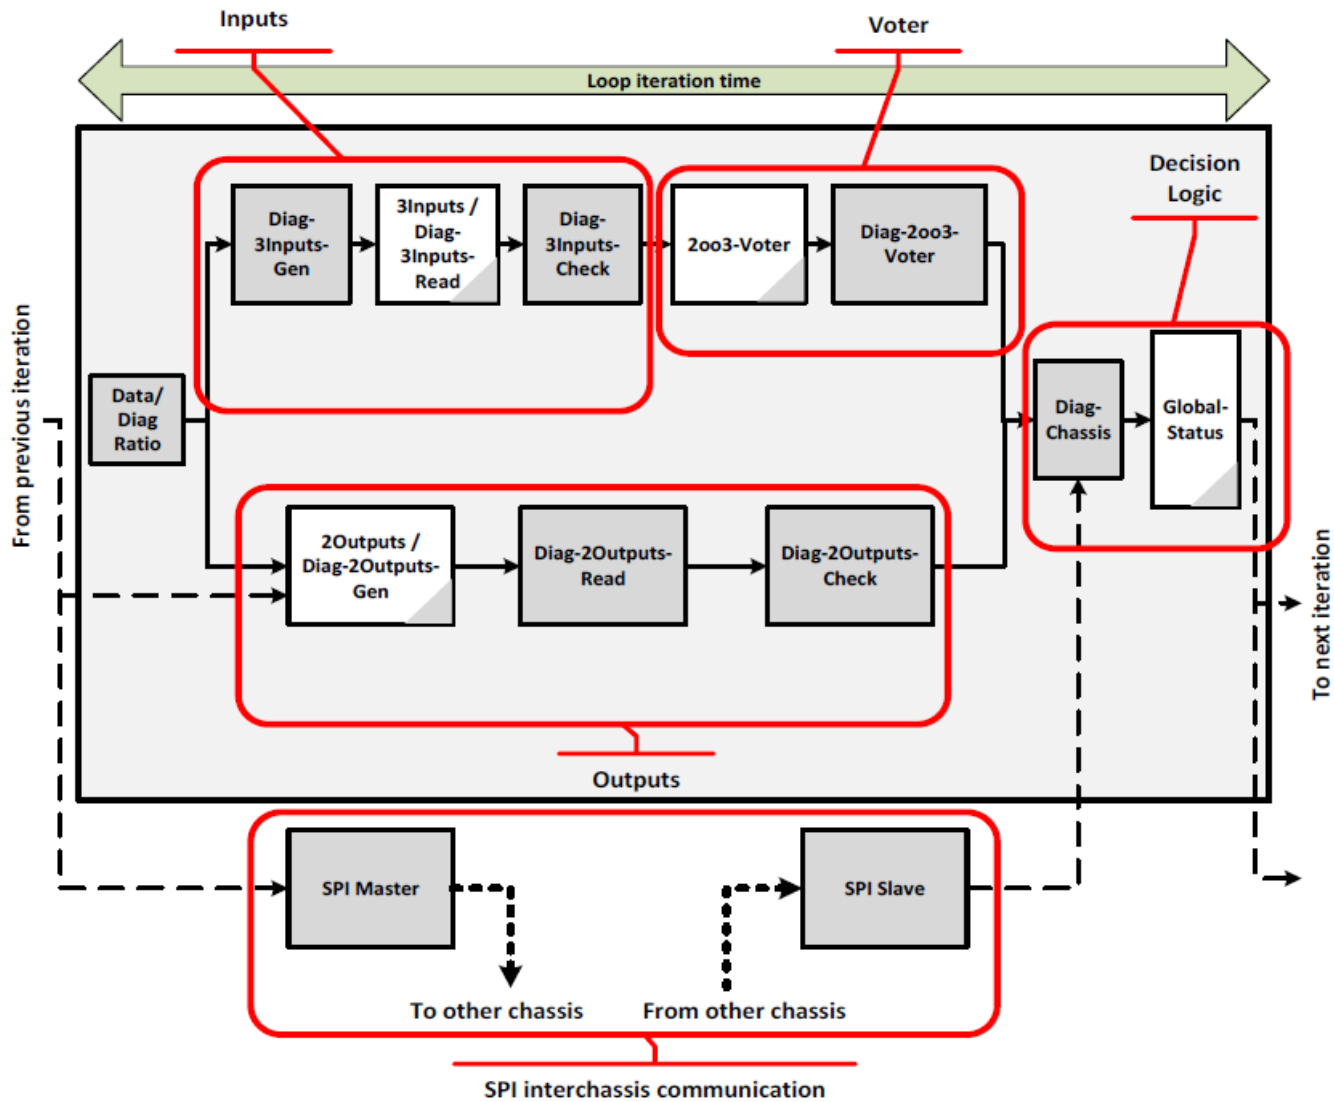 Inputs
Voter
Loop iteration time
Decision
Logic
Diag-
3Inputs-
Gen
3Inputs /
Diag-
3Inputs-
Read
Diag-
3Inputs-
Check
2oo3-Voter
Diag-2oo3-
Voter
From previous iteration
Data/
Diag
Ratio
Diag-
Chassis
Global-
Status
2Outputs /
Diag-2Outputs-
Gen
Diag-2Outputs-
Read
Diag-2Outputs-
Check
To next iteration
Outputs
SPI Master
SPI Slave
To other chassis
From other chassis
SPI interchassis communication